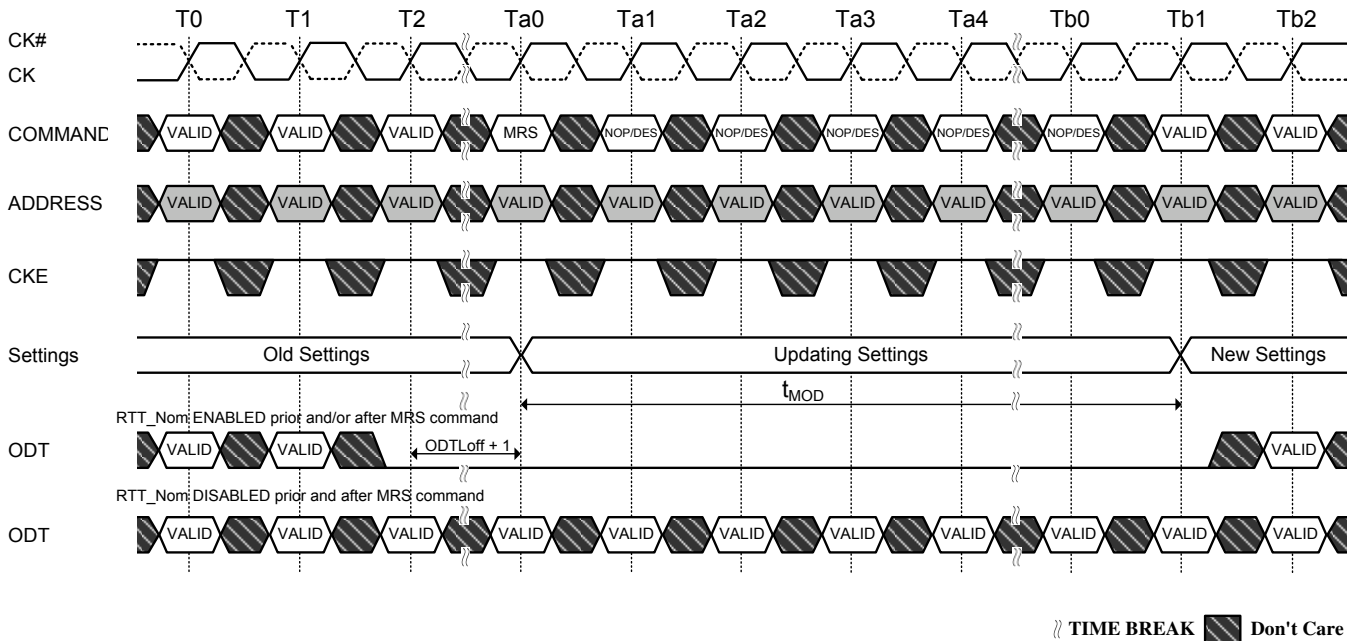 T0 T1 T2 Ta0 Ta1 Ta2 Ta3 Ta4 Tb0 Tb1 Tb2
CK#
CK
COMMAND VALID VALID VALID MRS NOP/DES NOP/DES NOP/DES NOP/DES NOP/DES VALID VALID
ADDRESS VALID VALID VALID VALID VALID VALID VALID VALID VALID VALID VALID
CKE
Settings Old Settings Updating Settings New Settings
tMOD
RTT_Nom ENABLED prior and/or after MRS command
ODT VALID VALID ODTLoff + 1 VALID
RTT_Nom DISABLED prior and after MRS command
ODT VALID VALID VALID VALID VALID VALID VALID VALID VALID VALID VALID
TIME BREAK Don't Care